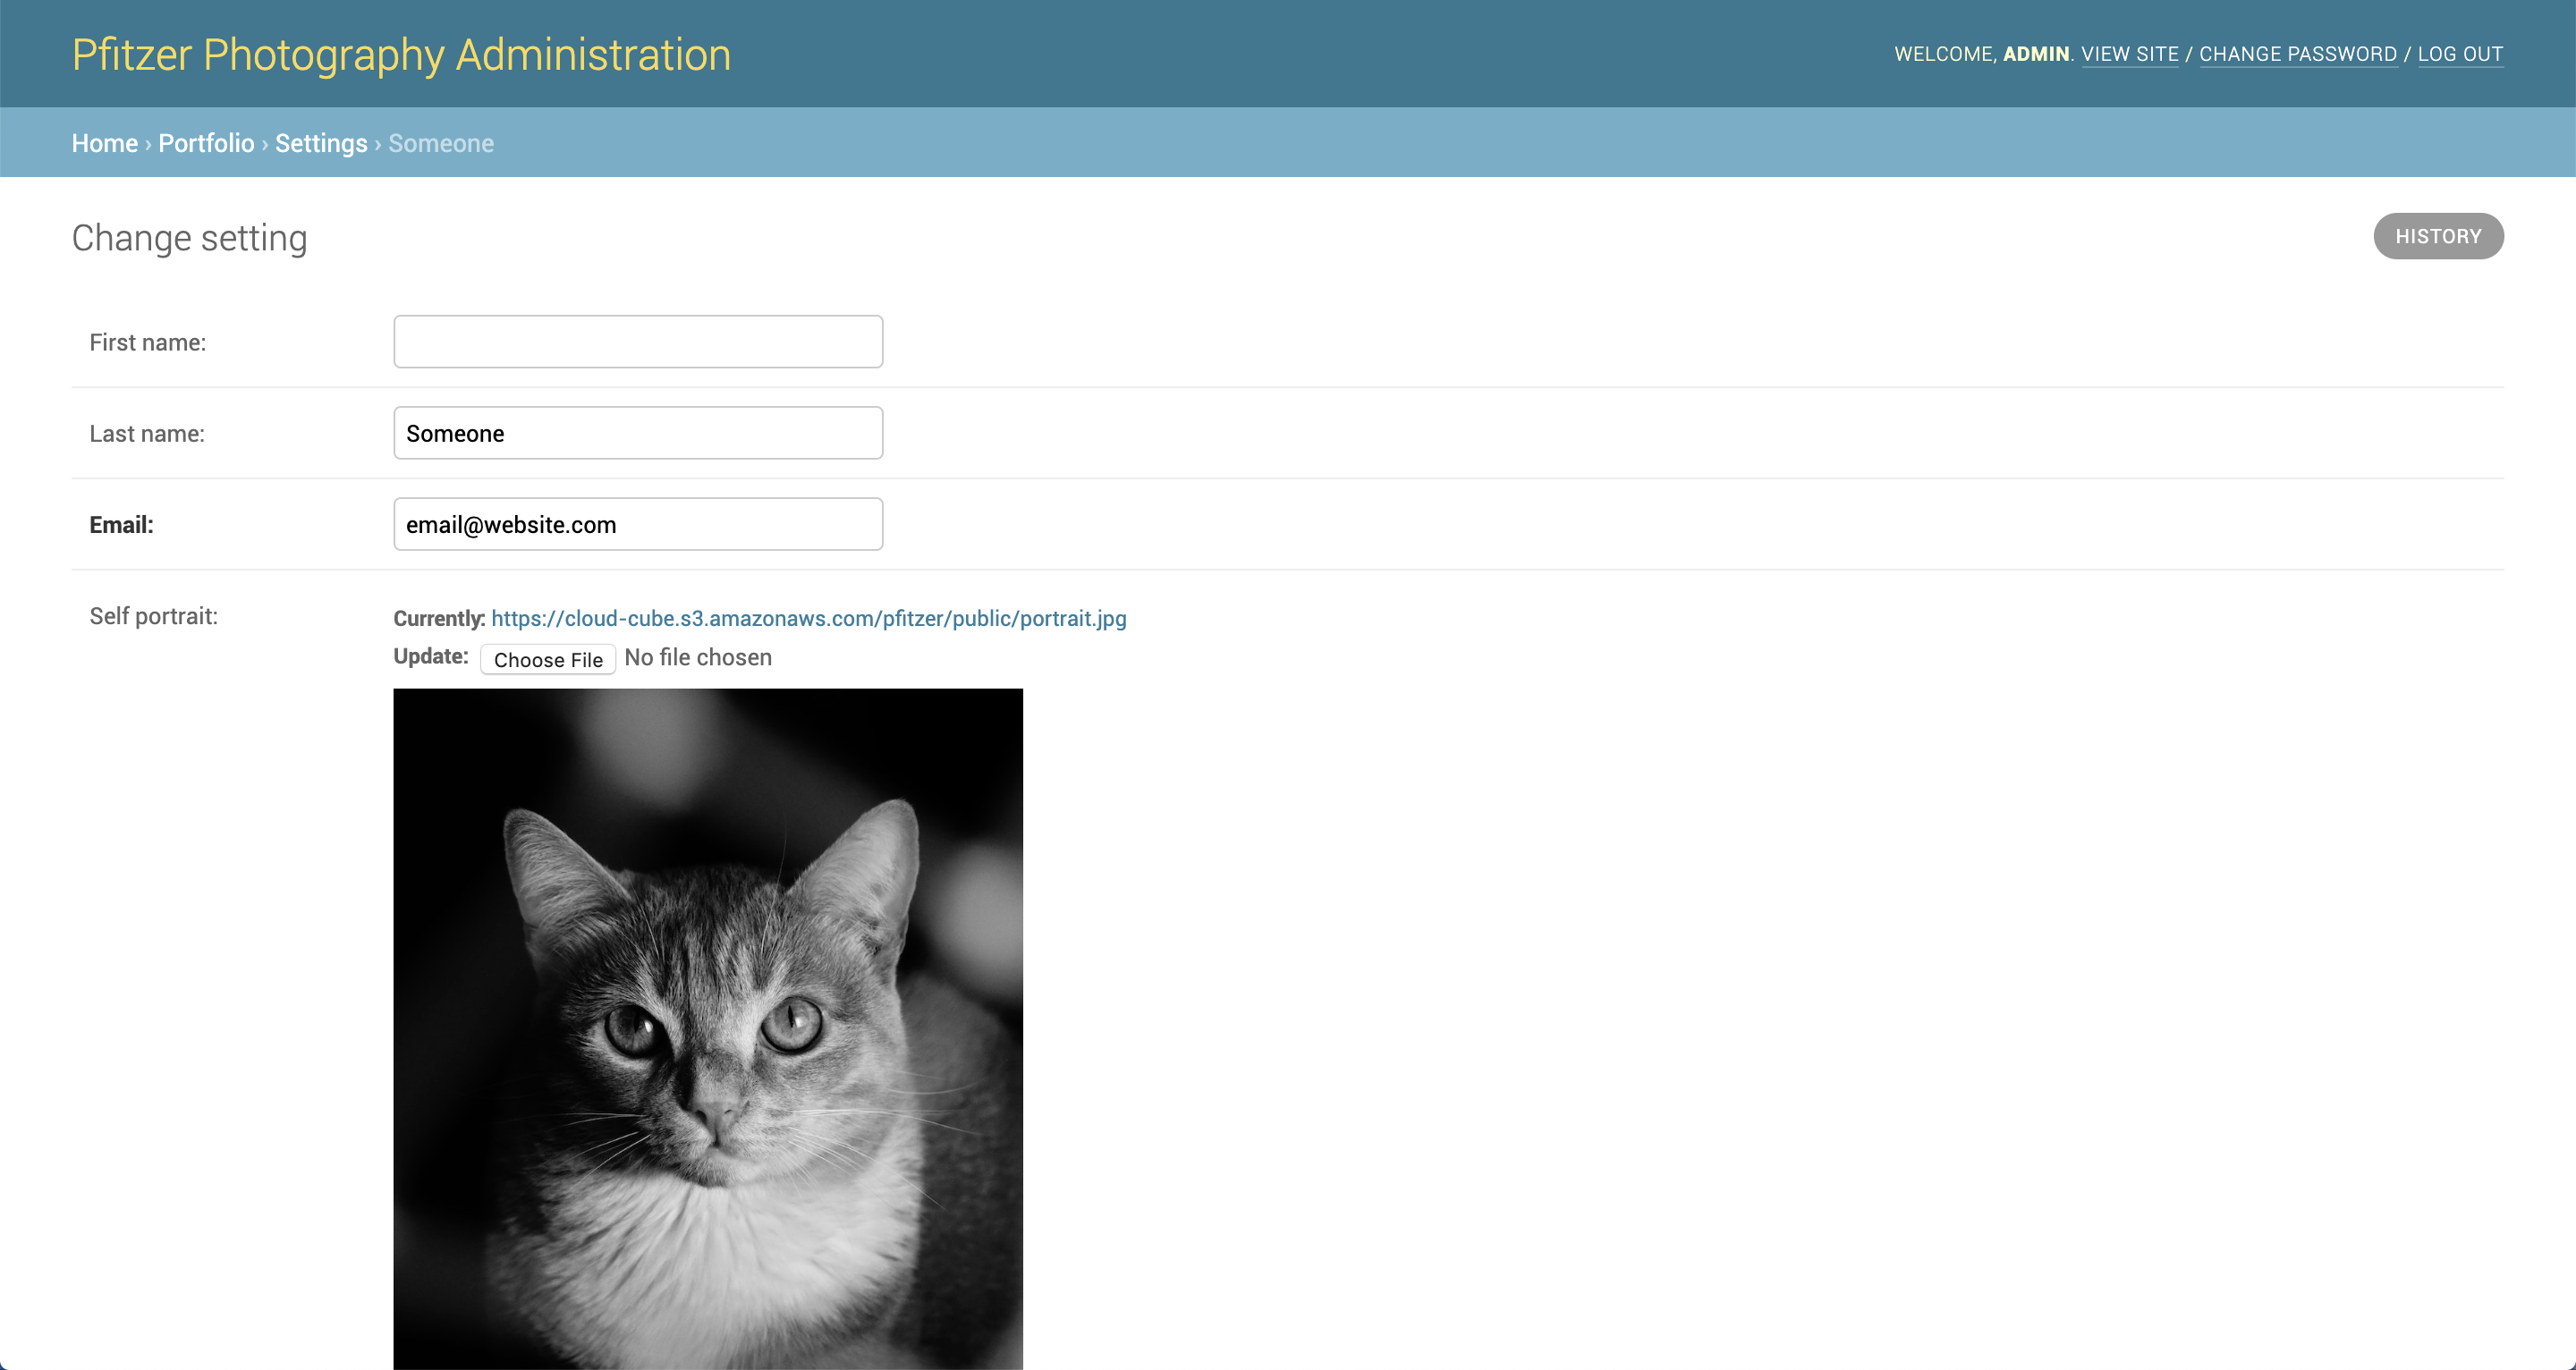 Pfitzer Photography Administration
WELCOME, ADMIN. VIEW SITE / CHANGE PASSWORD / LOG OUT
Home › Portfolio › Settings › Someone
Change setting
HISTORY
First name:
Last name: Someone
Email: email@website.com
Self portrait: Currently: https://cloud-cube.s3.amazonaws.com/pfitzer/public/portrait.jpg
Update: Choose File No file chosen